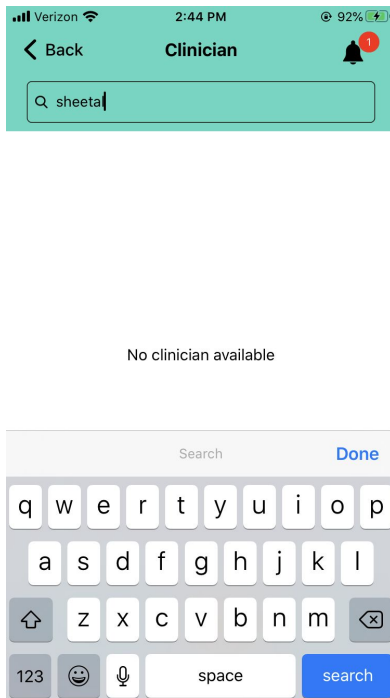 Verizon 2:44 PM 92%
Back Clinician 1
sheetal
No clinician available
Search Done
q w e r t y u i o p
a s d f g h j k l
z x c v b n m
123 space search